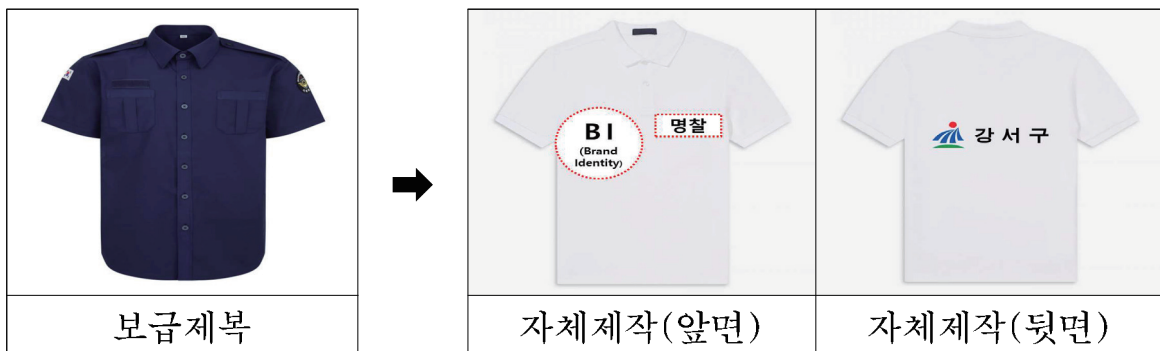 BI
(Brand
Identity)
명찰
강서구
보급제복
자체제작(앞면)
자체제작(뒷면)